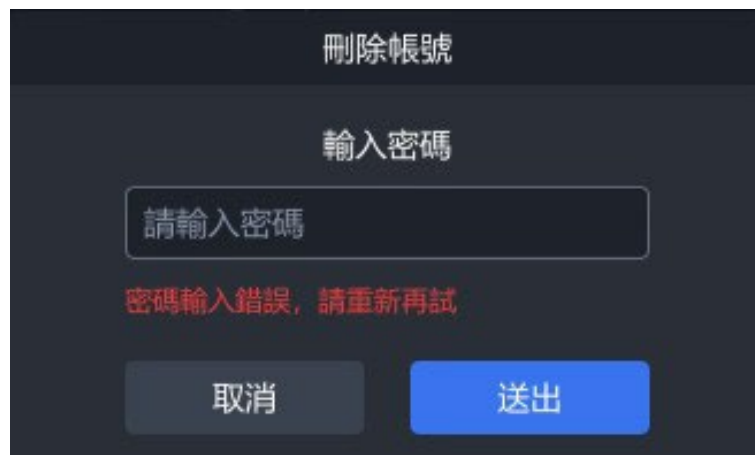 刪除帳號
輸入密碼
請輸入密碼
密碼輸入錯誤，請重新再試
取消
送出